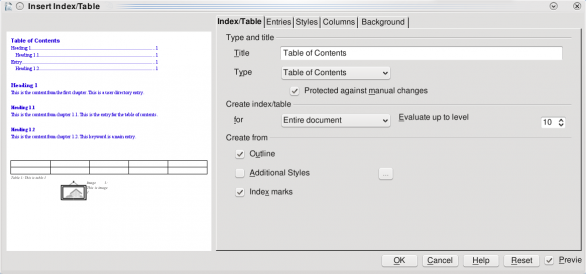 Insert Index/Table
Index/Table Entries Styles Columns Background
Table of Contents
Heading 1 1
Heading 1.1 1
Entry 1
Heading 1.2 1
Heading 1
This is the content from the first chapter. This is a user directory entry.
Heading 1.1
This is the content from chapter 1.1. This is the entry for the table of contents.
Heading 1.2
This is the content from chapter 1.2. This keyword is a main entry.
Table 1: This is table 1
Image 1
This is image
Type and title
Title Table of Contents
Type Table of Contents
Protected against manual changes
Create index/table
for Entire document Evaluate up to level 10
Create from
Outline
Additional Styles ...
Index marks
OK Cancel Help Reset Previe